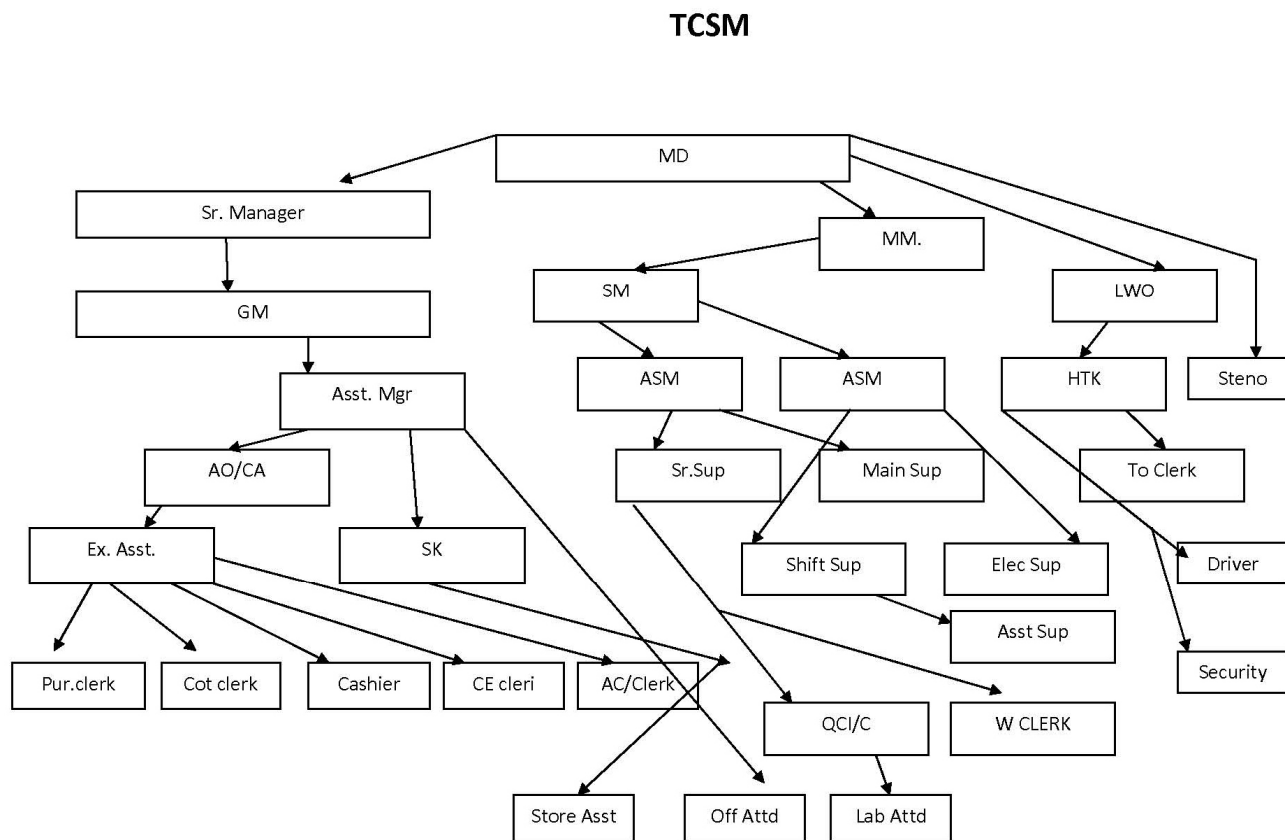 TCSM
MD
Sr. Manager
MM.
GM
SM
LWO
Asst. Mgr
ASM
ASM
HTK
Steno
AO/CA
Sr.Sup
Main Sup
To Clerk
Ex. Asst.
SK
Shift Sup
Elec Sup
Driver
Asst Sup
Pur.clerk
Cot clerk
Cashier
CE cleri
AC/Clerk
Security
QCI/C
W CLERK
Store Asst
Off Attd
Lab Attd